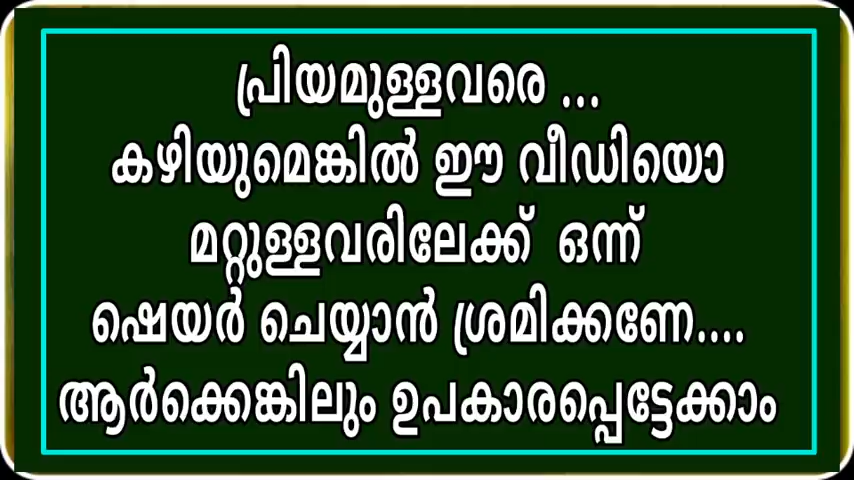 പ്രിയമുള്ളവരെ ...
കഴിയുമെങ്കിൽ ഈ വീഡിയൊ
മറ്റുള്ളവരിലേക്ക് ഒന്ന്
ഷെയർ ചെയ്യാൻ ശ്രമിക്കണേ....
ആർക്കെങ്കിലും ഉപകാരപ്പെട്ടേക്കാം